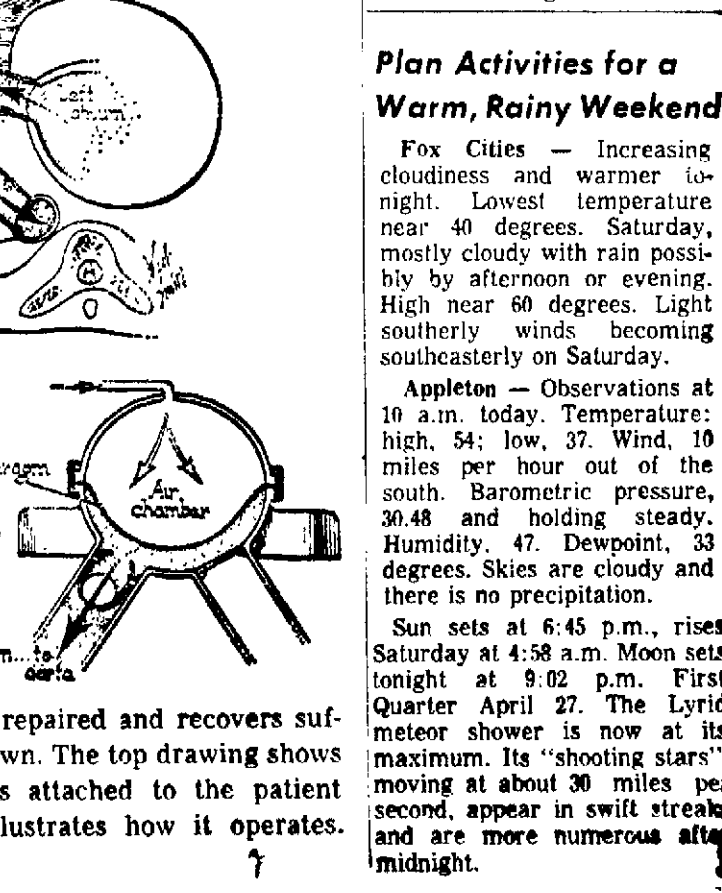 Left
atrium
Air
chamber
aorta
repaired and recovers suf-
wn. The top drawing shows
s attached to the patient
llustrates how it operates.
Plan Activities for a
Warm, Rainy Weekend
Fox Cities — Increasing
cloudiness and warmer to-
night. Lowest temperature
near 40 degrees. Saturday,
mostly cloudy with rain possi-
bly by afternoon or evening.
High near 60 degrees. Light
southerly winds becoming
southeasterly on Saturday.
Appleton — Observations at
10 a.m. today. Temperature:
high, 54; low, 37. Wind, 10
miles per hour out of the
south. Barometric pressure,
30.48 and holding steady.
Humidity, 47. Dewpoint, 33
degrees. Skies are cloudy and
there is no precipitation.
Sun sets at 6:45 p.m., rises
Saturday at 4:58 a.m. Moon sets
tonight at 9:02 p.m. First
Quarter April 27. The Lyrid
meteor shower is now at its
maximum. Its "shooting stars"
moving at about 30 miles per
second, appear in swift streaks
and are more numerous after
midnight.